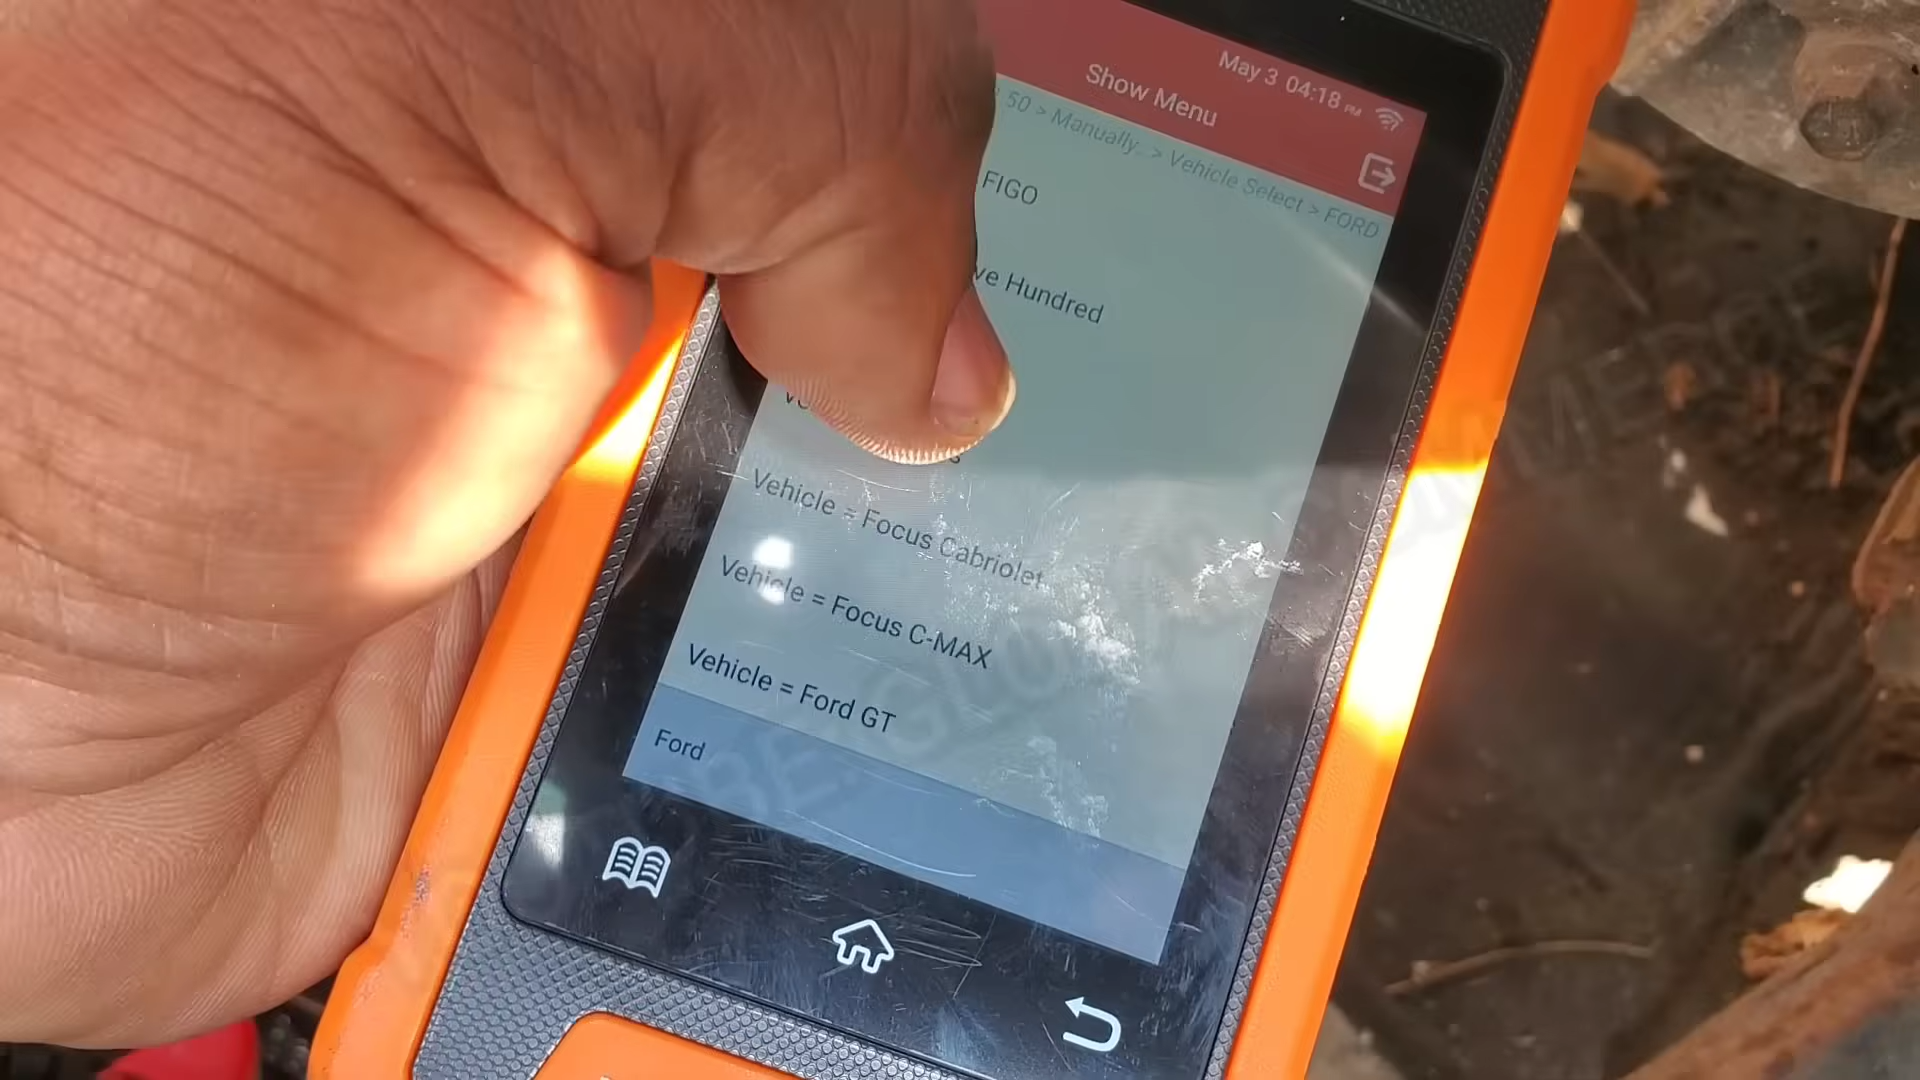 May 3 04:18 PM
Show Menu
50 > Manually. > Vehicle Select > FORD
FIGO
Hundred
Vehicle = Focus Cabriolet
Vehicle = Focus C-MAX
Vehicle = Ford GT
Ford